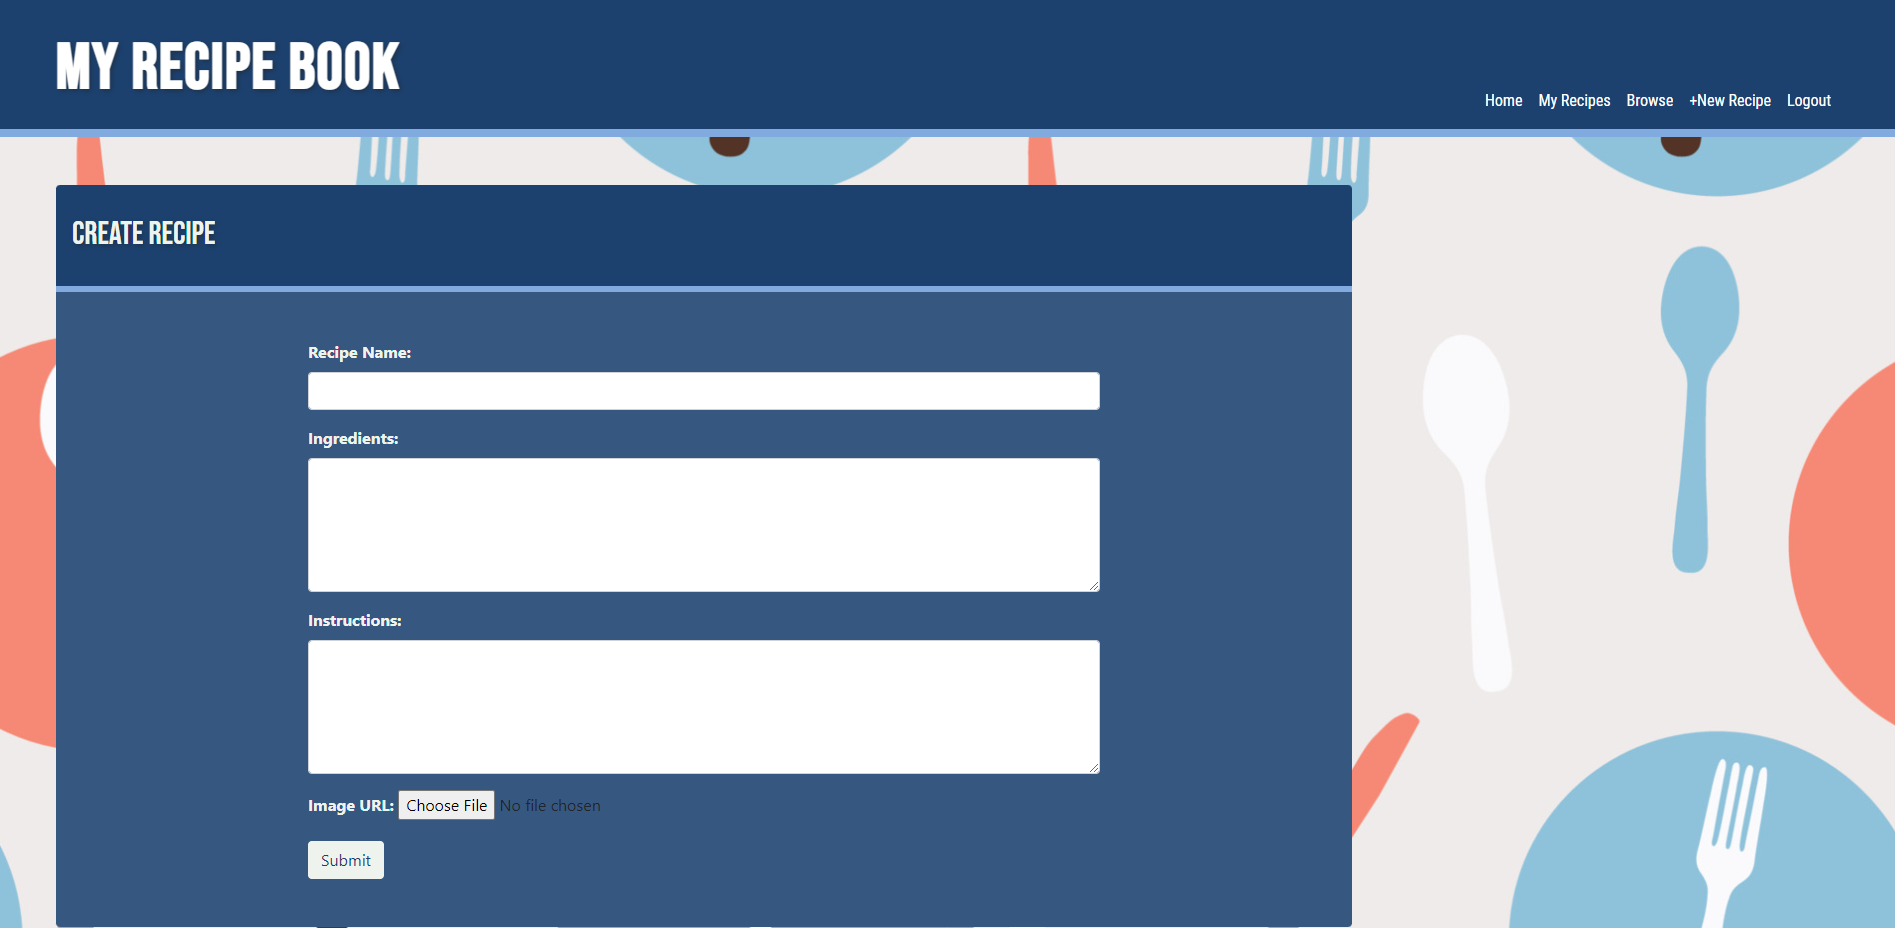 MY RECIPE BOOK
Home My Recipes Browse +New Recipe Logout
CREATE RECIPE
Recipe Name:
Ingredients:
Instructions:
Image URL: Choose File No file chosen
Submit